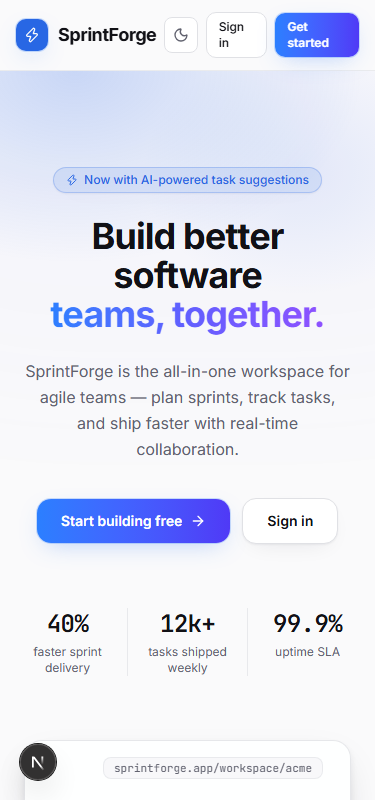 SprintForge
Sign
in
Get
started
Now with AI-powered task suggestions
Build better
software
teams, together.
SprintForge is the all-in-one workspace for
agile teams — plan sprints, track tasks,
and ship faster with real-time
collaboration.
Start building free →
Sign in
40%
faster sprint
delivery
12k+
tasks shipped
weekly
99.9%
uptime SLA
N
sprintforge.app/workspace/acme